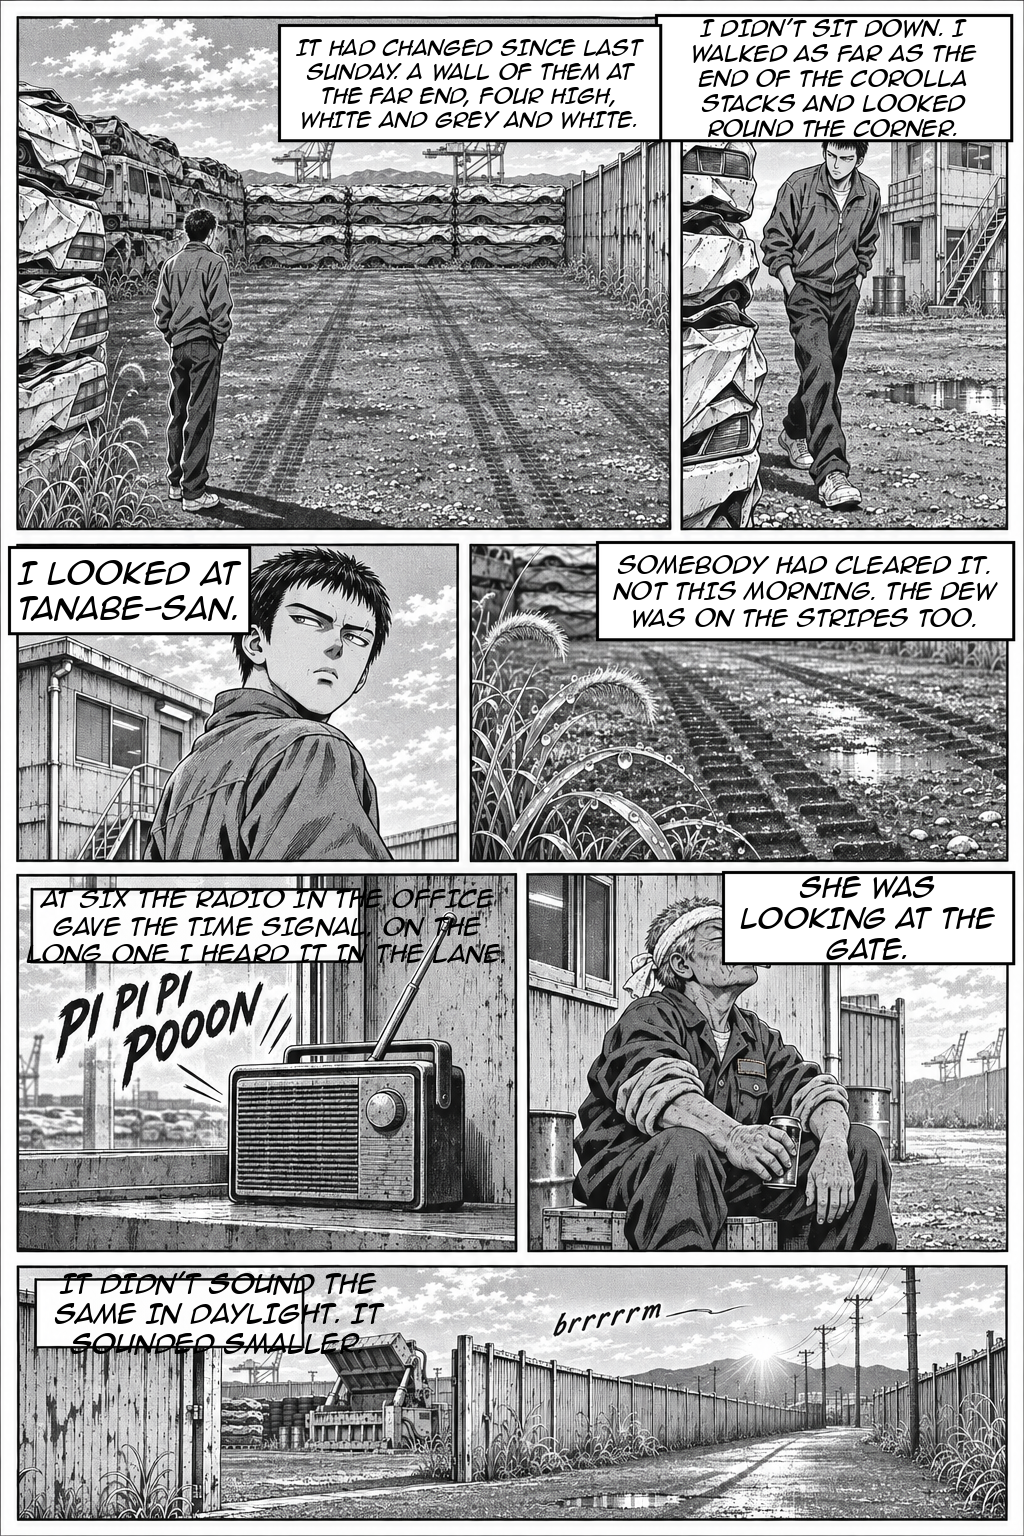 IT HAD CHANGED SINCE LAST
SUNDAY. A WALL OF THEM AT
THE FAR END, FOUR HIGH,
WHITE AND GREY AND WHITE.
I DIDN'T SIT DOWN. I
WALKED AS FAR AS THE
END OF THE COROLLA
STACKS AND LOOKED
ROUND THE CORNER.
I LOOKED AT
TANABE-SAN.
SOMEBODY HAD CLEARED IT.
NOT THIS MORNING. THE DEW
WAS ON THE STRIPES TOO.
AT SIX THE RADIO IN THE OFFICE
GAVE THE TIME SIGNAL. ON THE
LONG ONE I HEARD IT IN THE LANE.
PI PI PI
POOON
SHE WAS
LOOKING AT THE
GATE.
IT DIDN'T SOUND THE
SAME IN DAYLIGHT. IT
SOUNDED SMALLER
brrrrrm